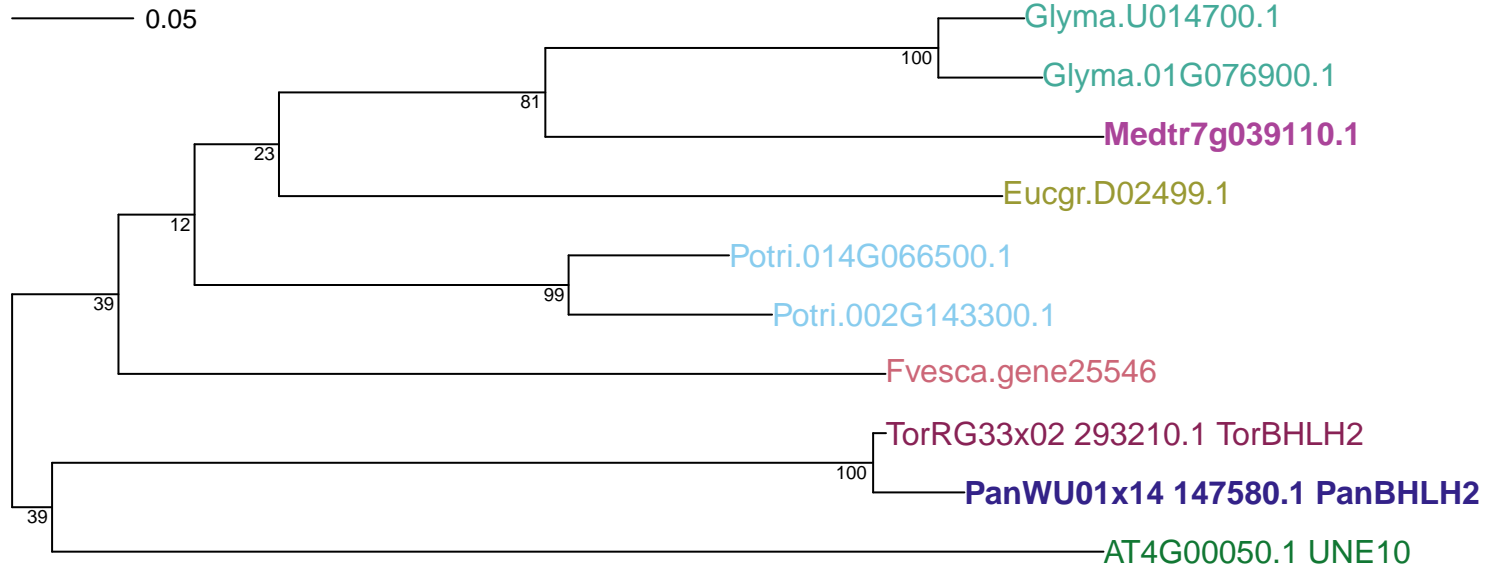 0.05
Glyma.U014700.1
100
Glyma.01G076900.1
81
Medtr7g039110.1
23
Eucgr.D02499.1
12
Potri.014G066500.1
99
39
Potri.002G143300.1
Fvesca.gene25546
TorRG33x02 293210.1 TorBHLH2
100
PanWU01x14 147580.1 PanBHLH2
39
AT4G00050.1 UNE10